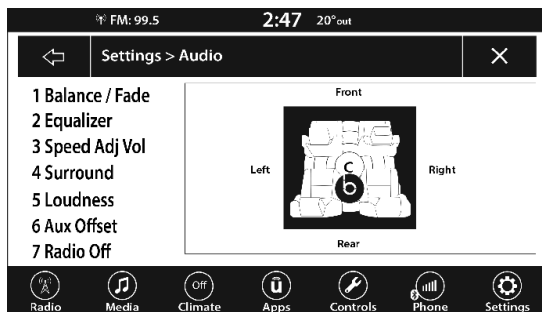 FM: 99.5 2:47 20°out
Settings > Audio
1 Balance / Fade
2 Equalizer
3 Speed Adj Vol
4 Surround
5 Loudness
6 Aux Offset
7 Radio Off
Front
Left
C
b
Right
Rear
Off
ū
Radio Media Climate Apps Controls Phone Settings